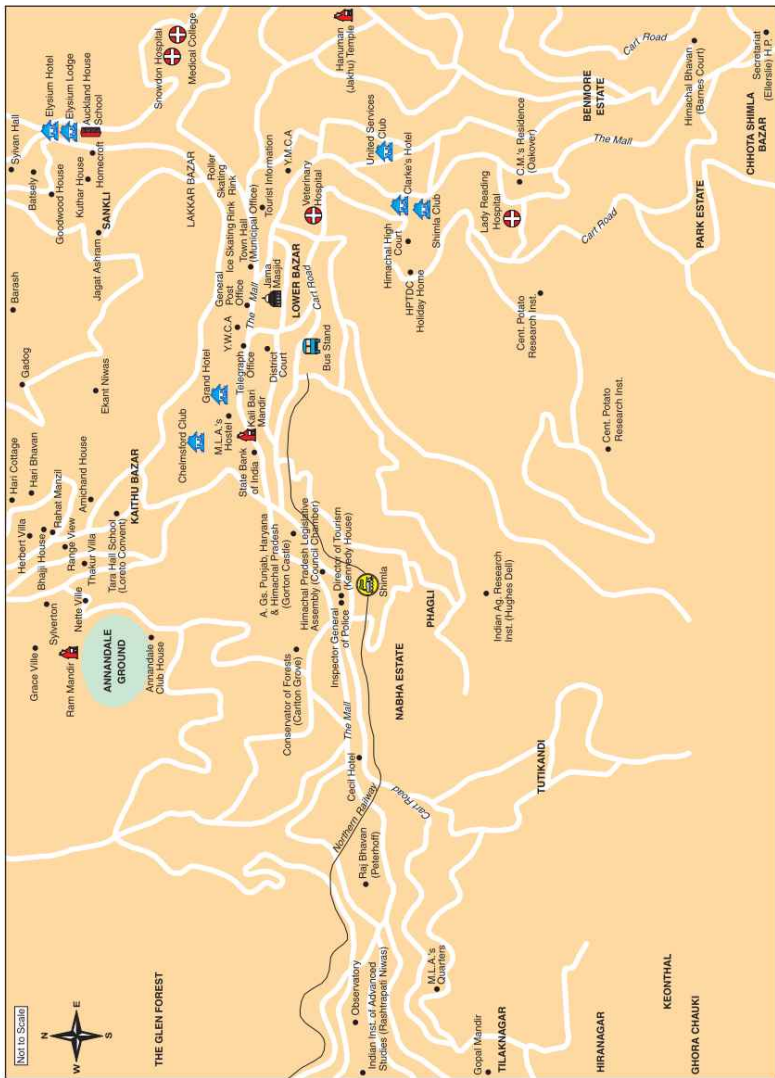 Not to Scale
N
W
E
S
THE GLEN FOREST
Grace Ville
Sylverton
Ram Mandir
Nette Ville
ANNANDALE
GROUND
Annandale
Club House
Herbert Villa
Bhajji House
Rahat Manzil
Range View
Thakur Villa
Amichand House
Tara Hall School
(Loreto Convent)
KAITHU BAZAR
Hari Cottage
Hari Bhavan
Gadog
Barash
Ekant Niwas
Jagat Ashram
SANKLI
Sylvan Hall
Batsely
Goodwood House
Kuthar House
Homecroft
Elysium Hotel
Elysium Lodge
Auckland House
School
Snowdon Hospital
Medical College
LAKKAR BAZAR
Roller
Skating
Rink
Ice Skating Rink
Town Hall
(Municipal Office)
Tourist Information
Y.M.C.A
General
Post
Office
The Mall
Jama
Masjid
Y.W.C.A
Telegraph
Office
District
Court
LOWER BAZAR
Cart Road
Bus Stand
Veterinary
Hospital
Hanuman
(Jakhu) Temple
Chelmsford Club
Grand Hotel
M.L.A.'s
Hostel
Kali Bari
Mandir
State Bank
of India
A. Gs. Punjab, Haryana
& Himachal Pradesh
(Gorton Castle)
Himachal Pradesh Legislative
Assembly (Council Chamber)
Director of Tourism
(Kennedy House)
Inspector General
of Police
Shimla
Conservator of Forests
(Carlton Grove)
The Mall
Cecil Hotel
Northern Railway
Cart Road
Raj Bhavan
(Peterhoff)
Observatory
Indian Inst. of Advanced
Studies (Rashtrapati Niwas)
M.L.A.'s
Quarters
Gopal Mandir
TILAKNAGAR
HIRANAGAR
KEONTHAL
GHORA CHAUKI
TUTIKANDI
NABHA ESTATE
PHAGLI
Indian Ag. Research
Inst. (Hughes Dell)
Cent. Potato
Research Inst.
Cent. Potato
Research Inst.
United Services
Club
Clarke's Hotel
Shimla Club
Himachal High
Court
HPTDC
Holiday Home
Lady Reading
Hospital
C.M.'s Residence
(Oakover)
BENMORE
ESTATE
The Mall
Cart Road
Cart Road
PARK ESTATE
Himachal Bhavan
(Barnes Court)
CHHOTA SHIMLA
BAZAR
Secretariat
(Ellerslie) H.P.